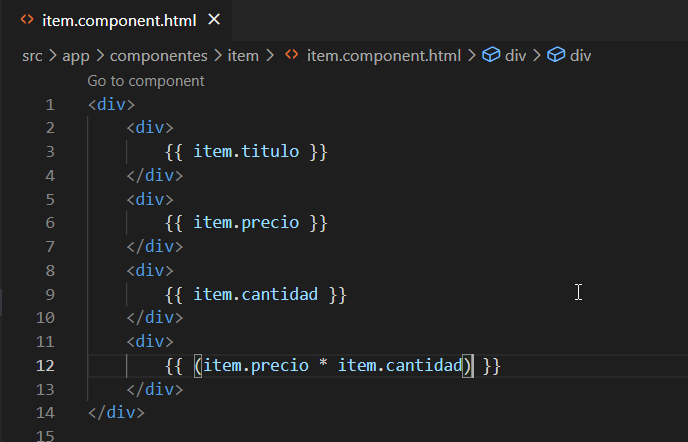 item.component.html
src > app > componentes > item > item.component.html > div > div
Go to component
1 <div>
2 <div>
3 {{ item.titulo }}
4 </div>
5 <div>
6 {{ item.precio }}
7 </div>
8 <div>
9 {{ item.cantidad }}
10 </div>
11 <div>
12 {{ (item.precio * item.cantidad) }}
13 </div>
14 </div>
15